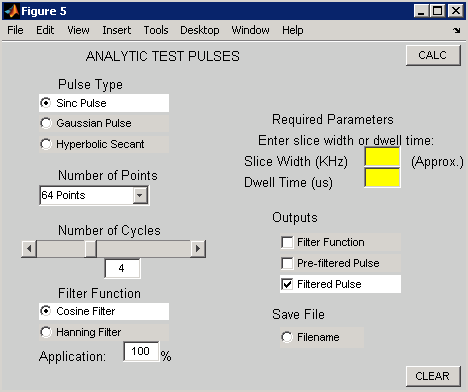 Figure 5
File Edit View Insert Tools Desktop Window Help
ANALYTIC TEST PULSES
CALC
Pulse Type
Sinc Pulse
Gaussian Pulse
Hyperbolic Secant
Number of Points
64 Points
Number of Cycles
4
Filter Function
Cosine Filter
Hanning Filter
Application: 100 %
Required Parameters
Enter slice width or dwell time:
Slice Width (KHz) (Approx.)
Dwell Time (us)
Outputs
Filter Function
Pre-filtered Pulse
Filtered Pulse
Save File
Filename
CLEAR